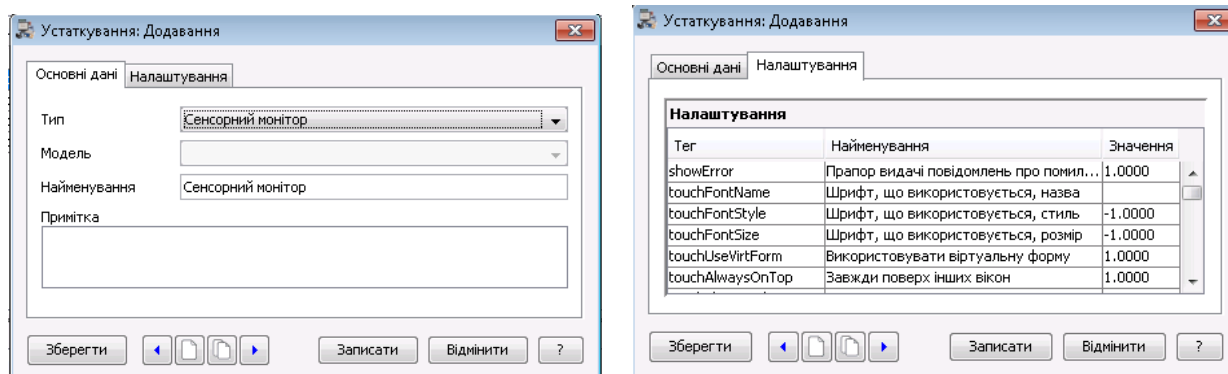 Устаткування: Додавання
Основні дані Налаштування
Тип Сенсорний монітор
Модель
Найменування Сенсорний монітор
Примітка
Зберегти Записати Відмінити ?
Устаткування: Додавання
Основні дані Налаштування
Налаштування
Тег Найменування Значення
showError Прапор видачі повідомлень про помил... 1.0000
touchFontName Шрифт, що використовується, назва
touchFontStyle Шрифт, що використовується, стиль -1.0000
touchFontSize Шрифт, що використовується, розмір -1.0000
touchUseVirtForm Використовувати віртуальну форму 1.0000
touchAlwaysOnTop Завжди поверх інших вікон 1.0000
Зберегти Записати Відмінити ?